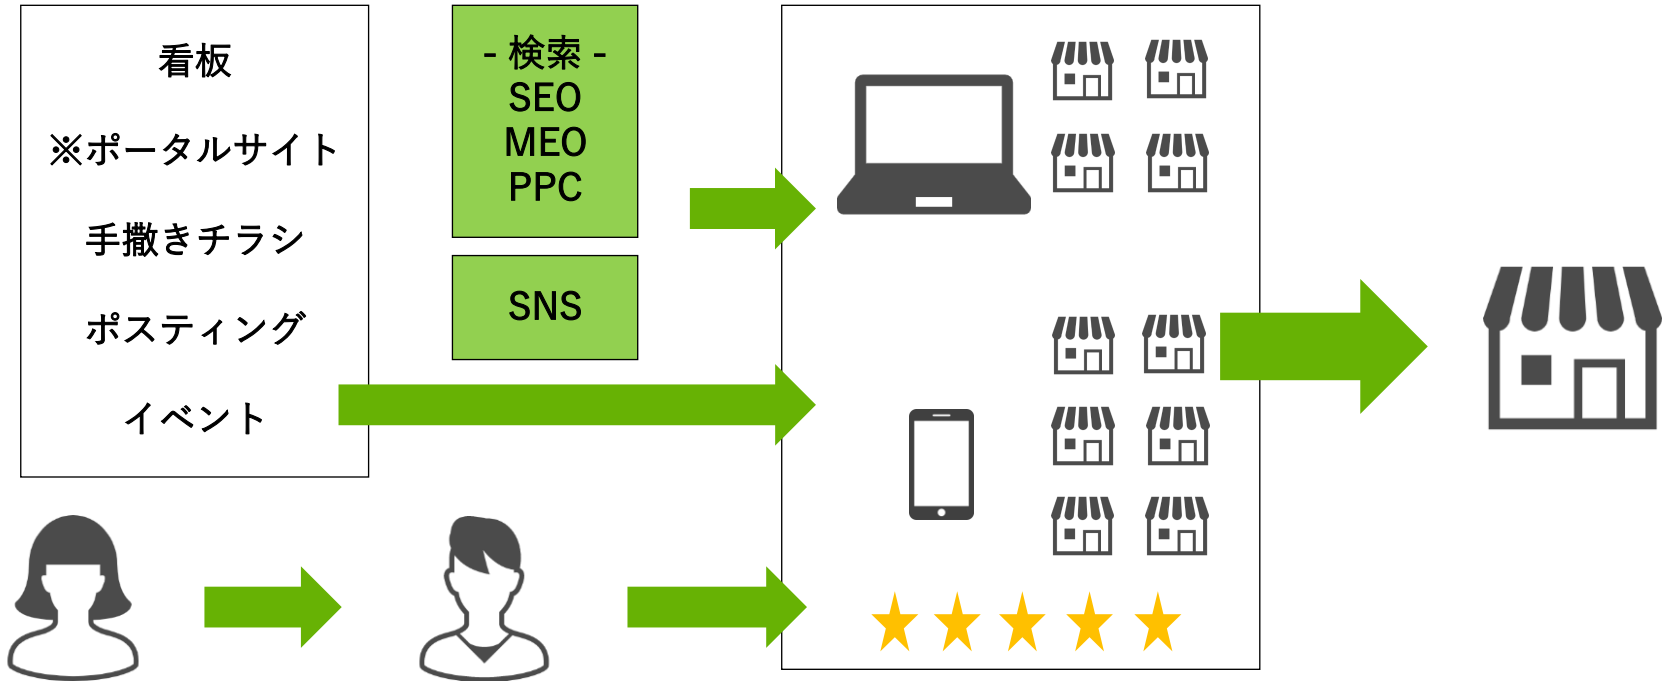 看板
※ポータルサイト
手撒きチラシ
ポスティング
イベント
- 検索 -
SEO
MEO
PPC
SNS